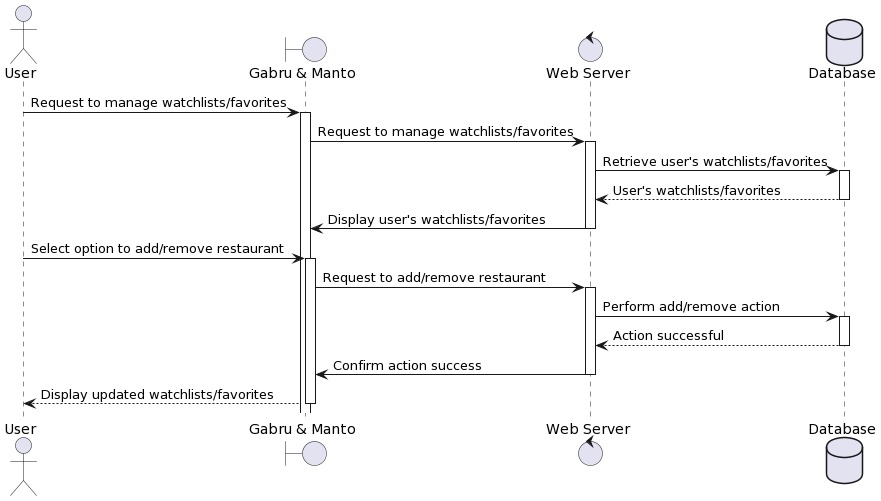 User
Gabru & Manto
Web Server
Database
Request to manage watchlists/favorites
Request to manage watchlists/favorites
Retrieve user's watchlists/favorites
User's watchlists/favorites
Display user's watchlists/favorites
Select option to add/remove restaurant
Request to add/remove restaurant
Perform add/remove action
Action successful
Confirm action success
Display updated watchlists/favorites
User
Gabru & Manto
Web Server
Database